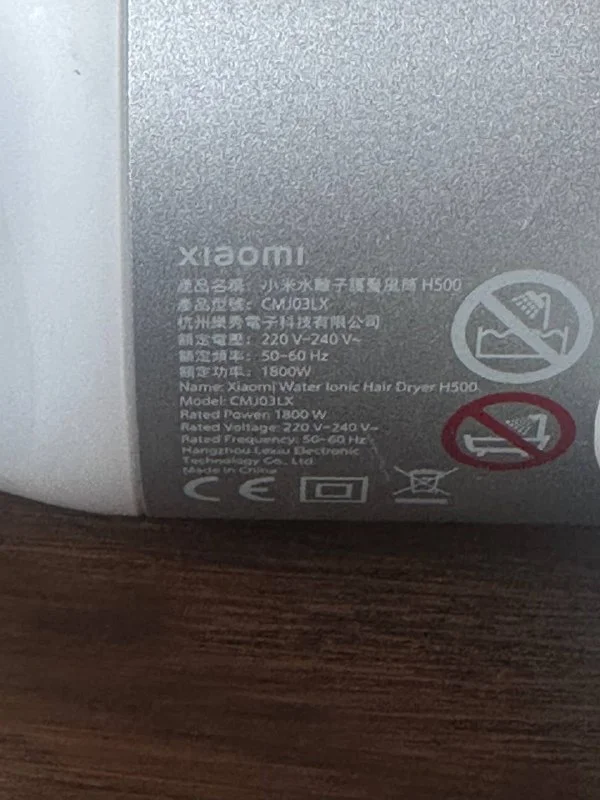 xiaomi
產品名稱：小米水離子護髮風筒 H500
產品型號：CMJ03LX
杭州樂秀電子科技有限公司
額定電壓：220 V-240 V~
額定頻率：50-60 Hz
額定功率：1800W
Name: Xiaomi Water Ionic Hair Dryer H500
Model: CMJ03LX
Rated Power: 1800 W
Rated Voltage: 220 V-240 V~
Rated Frequency: 50-60 Hz
Hangzhou Lexiu Electronic
Technology Co., Ltd.
Made in China
CE